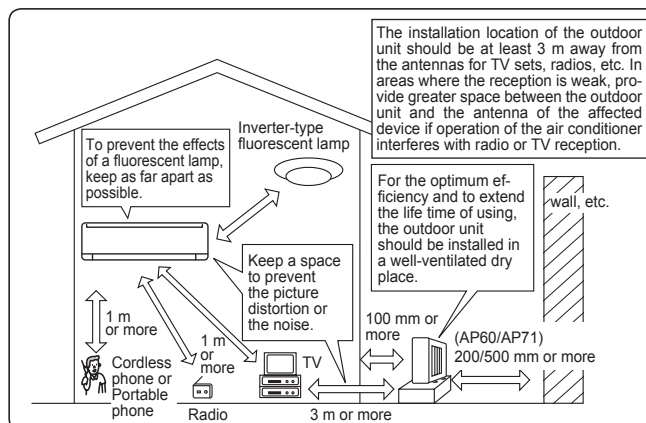 The installation location of the outdoor
unit should be at least 3 m away from
the antennas for TV sets, radios, etc. In
areas where the reception is weak, pro-
vide greater space between the outdoor
unit and the antenna of the affected
device if operation of the air conditioner
interferes with radio or TV reception.
To prevent the effects
of a fluorescent lamp,
keep as far apart as
possible.
Inverter-type
fluorescent lamp
For the optimum ef-
ficiency and to extend
the life time of using,
the outdoor unit
should be installed in
a well-ventilated dry
place.
wall, etc.
Keep a space
to prevent
the picture
distortion or
the noise.
1 m
or more
Cordless
phone or
Portable
phone
1 m
or more
Radio
TV
3 m or more
100 mm or
more
(AP60/AP71)
200/500 mm or more